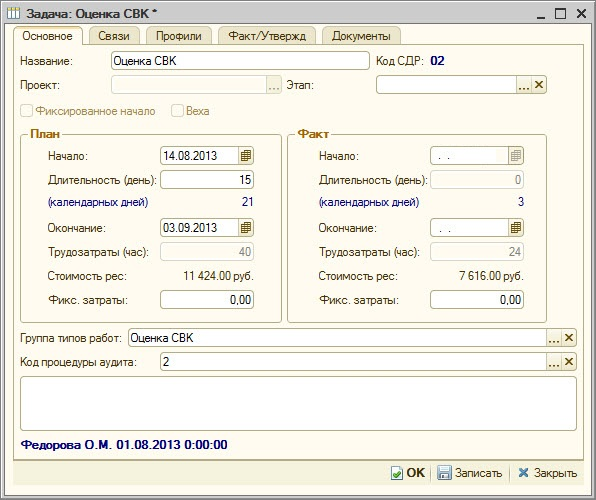 Задача: Оценка СВК *
Основное Связи Профили Факт/Утвержд Документы
Название: Оценка СВК Код СДР: 02
Проект: ... Этап: ...
Фиксированное начало Веха
План Факт
Начало: 14.08.2013 Начало: . .
Длительность (день): 15 Длительность (день): 0
(календарных дней) 21 (календарных дней) 3
Окончание: 03.09.2013 Окончание: . .
Трудозатраты (час): 40 Трудозатраты (час): 24
Стоимость рес: 11 424.00 руб. Стоимость рес: 7 616.00 руб.
Фикс. затраты: 0,00 Фикс. затраты: 0,00
Группа типов работ: Оценка СВК ...
Код процедуры аудита: 2 ...
Федорова О.М. 01.08.2013 0:00:00
OK Записать Закрыть